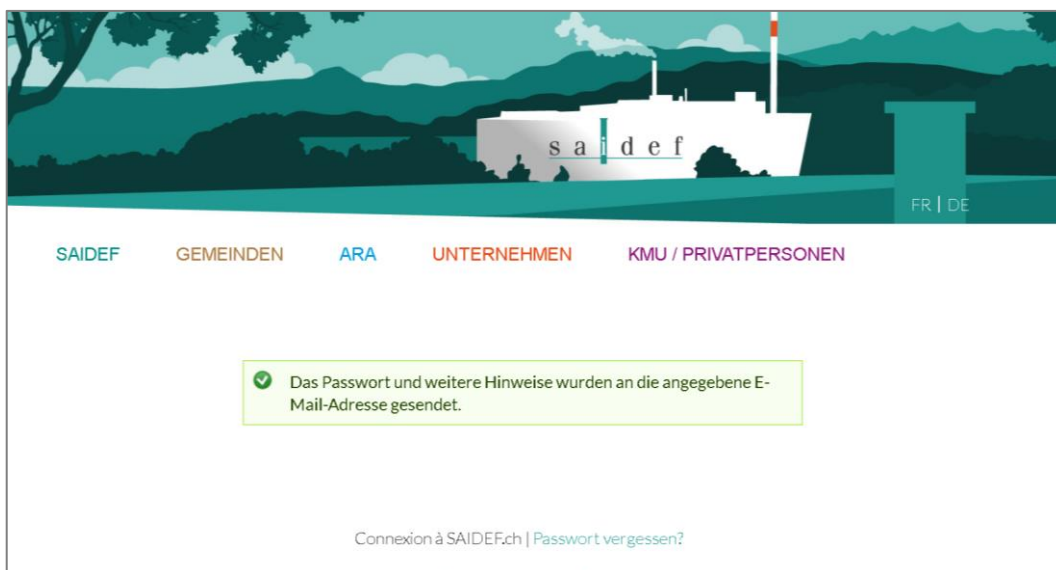 saidef
FR | DE
SAIDEF GEMEINDEN ARA UNTERNEHMEN KMU / PRIVATPERSONEN
Das Passwort und weitere Hinweise wurden an die angegebene E-
Mail-Adresse gesendet.
Connexion à SAIDEF.ch | Passwort vergessen?